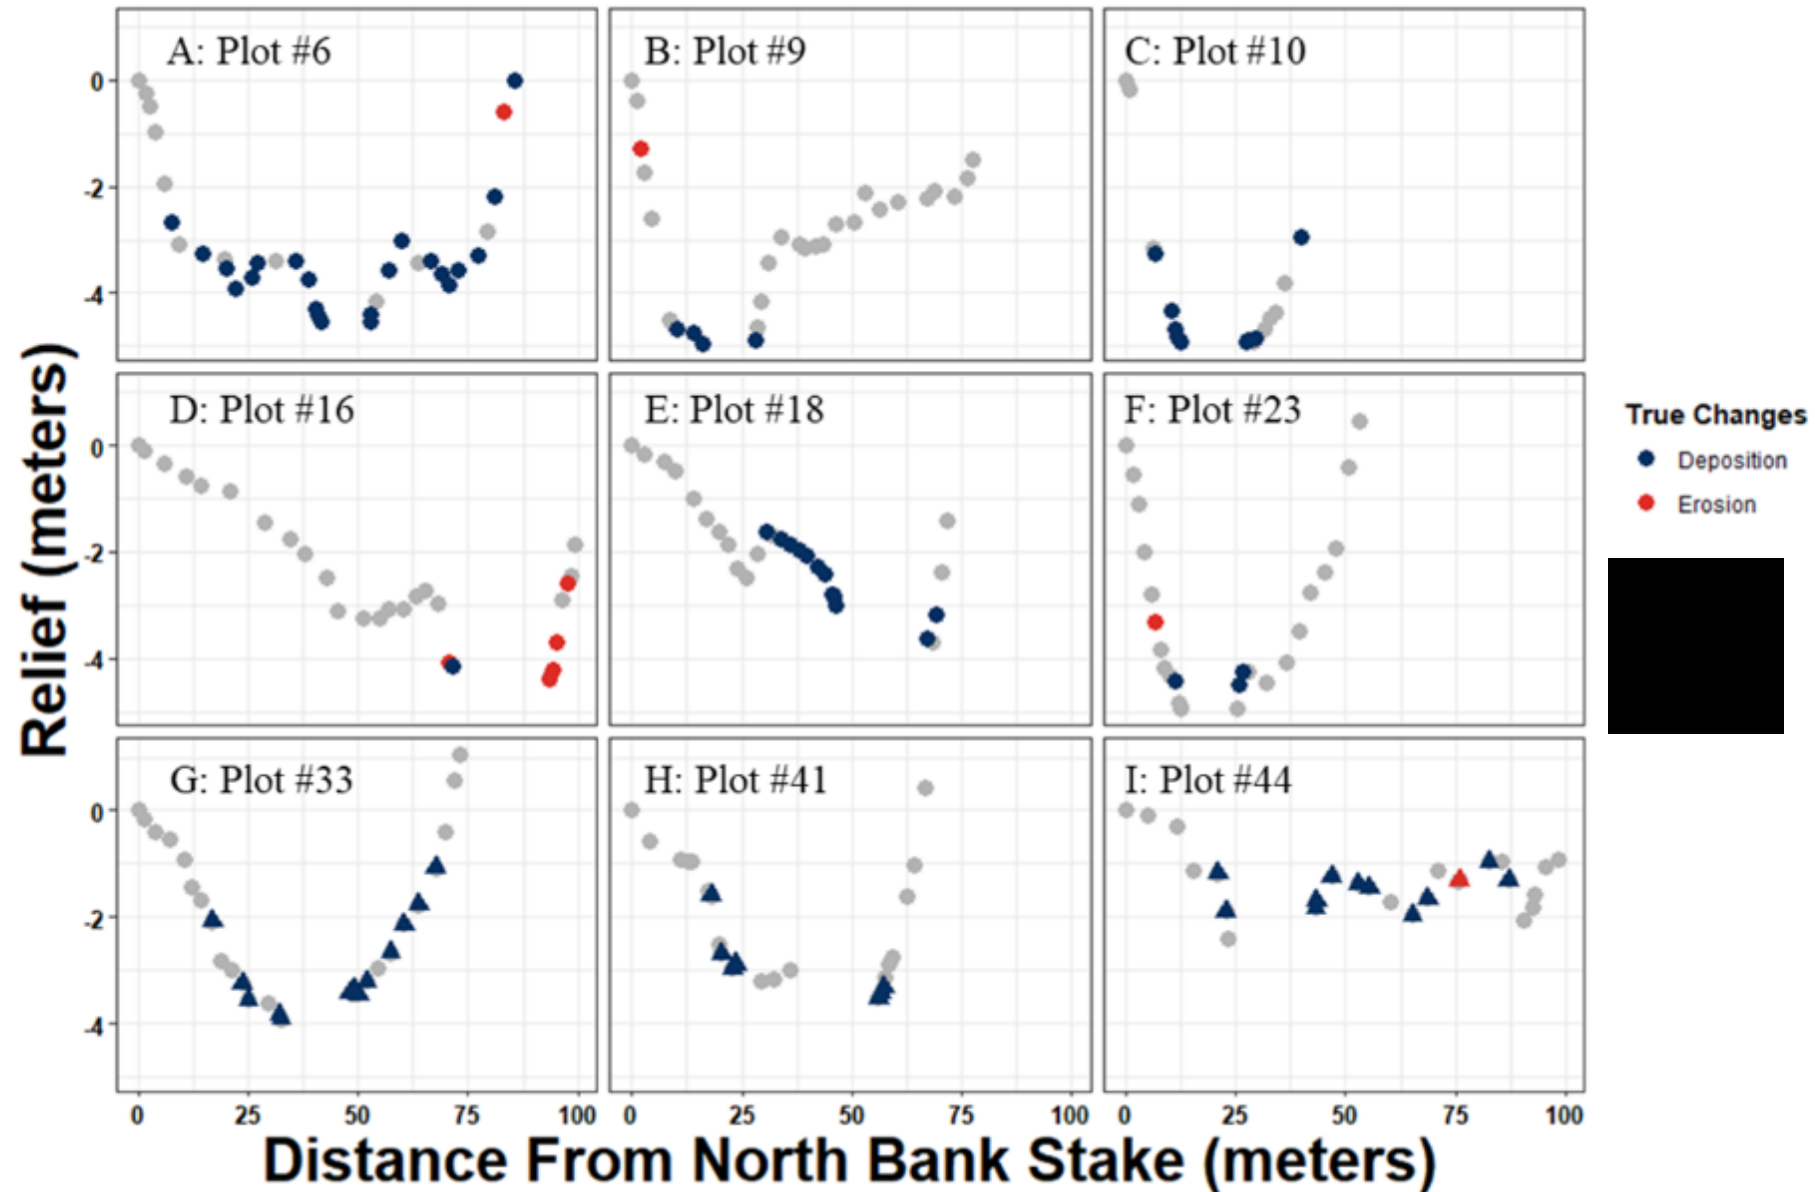 A: Plot #6
B: Plot #9
C: Plot #10
0
-2
-4
D: Plot #16
E: Plot #18
F: Plot #23
0
-2
-4
G: Plot #33
H: Plot #41
I: Plot #44
0
-2
-4
0 25 50 75 100
0 25 50 75 100
0 25 50 75 100
Relief (meters)
Distance From North Bank Stake (meters)
True Changes
Deposition
Erosion